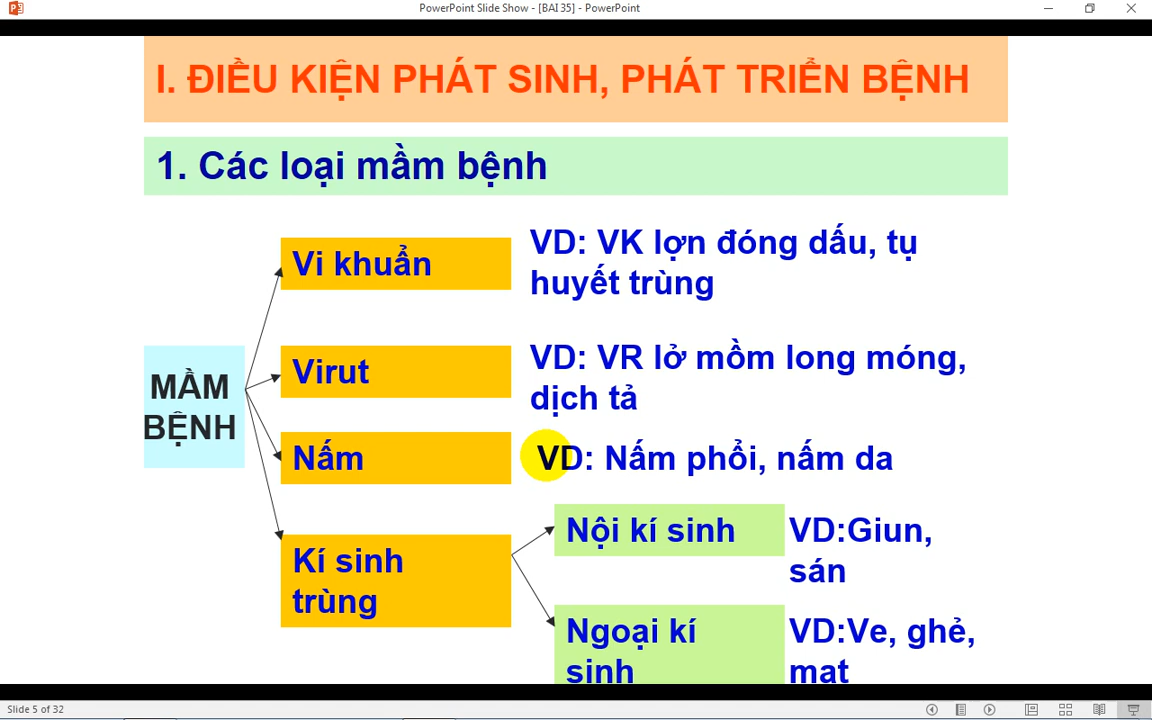 PowerPoint Slide Show - [BAI 35] - PowerPoint
I. ĐIỀU KIỆN PHÁT SINH, PHÁT TRIỂN BỆNH
1. Các loại mầm bệnh
MẦM
BỆNH
Vi khuẩn
VD: VK lợn đóng dấu, tụ
huyết trùng
Virut
VD: VR lở mồm long móng,
dịch tả
Nấm
VD: Nấm phổi, nấm da
Kí sinh
trùng
Nội kí sinh
VD:Giun,
sán
Ngoại kí
sinh
VD:Ve, ghẻ,
mạt
Slide 5 of 32